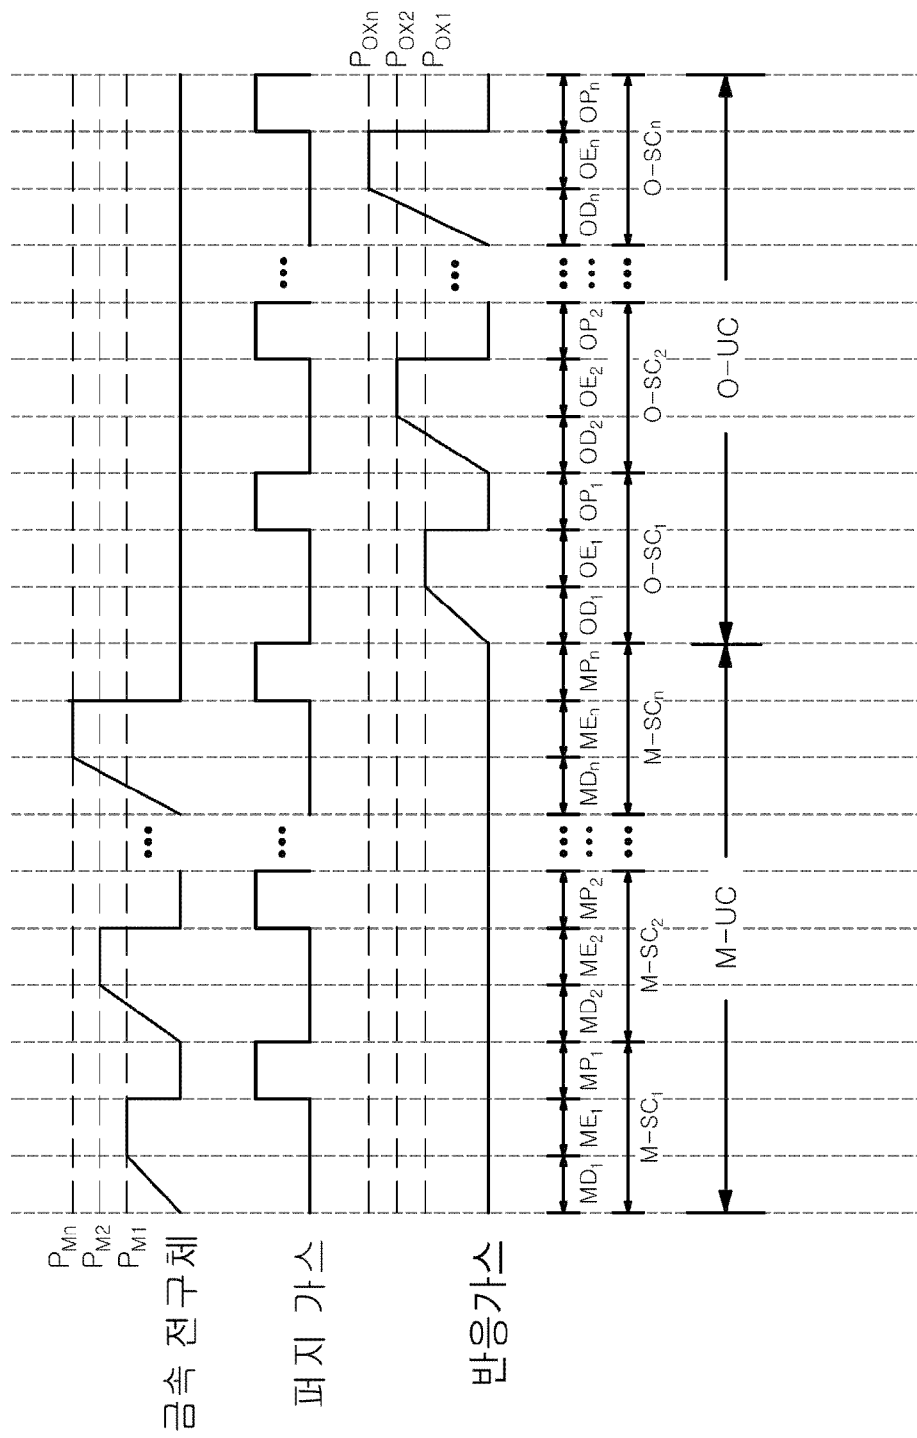 P_Mn
P_M2
P_M1
금속 전구체
퍼지 가스
P_OXn
P_OX2
P_OX1
반응가스
MD₁ ME₁ MP₁ MD₂ ME₂ MP₂ ••• MDₙ MEₙ MPₙ OD₁ OE₁ OP₁ OD₂ OE₂ OP₂ ••• ODₙ OEₙ OPₙ
M-SC₁ M-SC₂ ••• M-SCₙ O-SC₁ O-SC₂ ••• O-SCₙ
M-UC O-UC